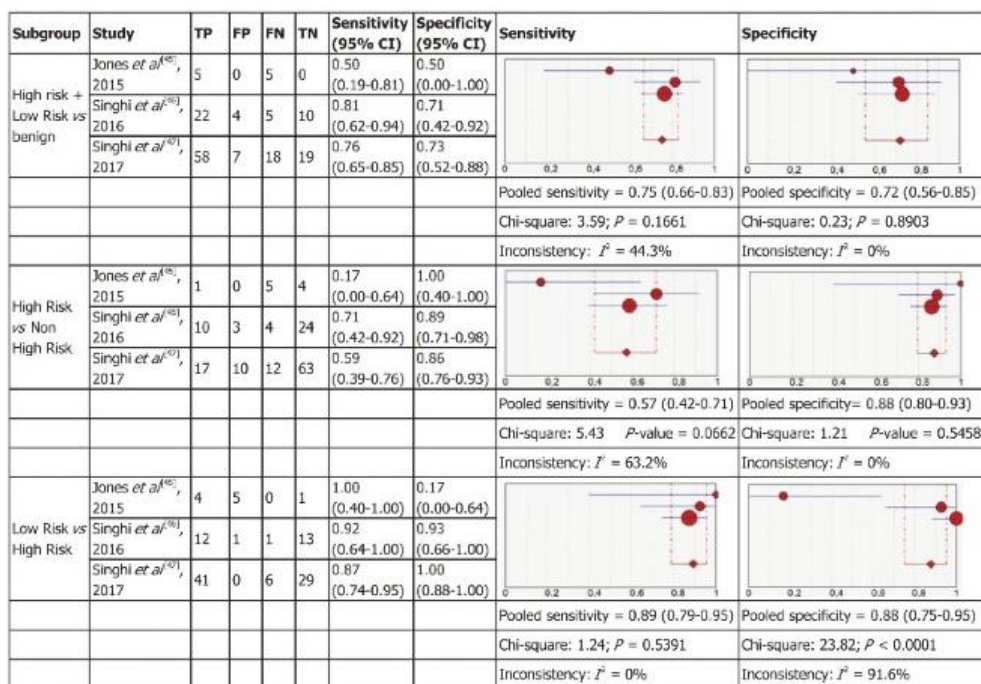 Subgroup Study TP FP FN TN Sensitivity (95% CI) Specificity (95% CI) Sensitivity Specificity
High risk + Low Risk vs benign
Jones et al[45], 2015 5 0 5 0 0.50 (0.19-0.81) 0.50 (0.00-1.00)
Singhi et al[46], 2016 22 4 5 10 0.81 (0.62-0.94) 0.71 (0.42-0.92)
Singhi et al[47], 2017 58 7 18 19 0.76 (0.65-0.85) 0.73 (0.52-0.88)
0 0.2 0.4 0.6 0.8 1 0 0.2 0.4 0.6 0.8 1
Pooled sensitivity = 0.75 (0.66-0.83) Pooled specificity = 0.72 (0.56-0.85)
Chi-square: 3.59; P = 0.1661 Chi-square: 0.23; P = 0.8903
Inconsistency: I² = 44.3% Inconsistency: I² = 0%
High Risk vs Non High Risk
Jones et al[45], 2015 1 0 5 4 0.17 (0.00-0.64) 1.00 (0.40-1.00)
Singhi et al 2016 10 3 4 24 0.71 (0.42-0.92) 0.89 (0.71-0.98)
Singhi et al[47], 2017 17 10 12 63 0.59 (0.39-0.76) 0.86 (0.76-0.93)
0 0.2 0.4 0.6 0.8 1 0 0.2 0.4 0.6 0.8 1
Pooled sensitivity = 0.57 (0.42-0.71) Pooled specificity= 0.88 (0.80-0.93)
Chi-square: 5.43 P-value = 0.0662 Chi-square: 1.21 P-value = 0.5458
Inconsistency: I² = 63.2% Inconsistency: I² = 0%
Low Risk vs High Risk
Jones et al[45], 2015 4 5 0 1 1.00 (0.40-1.00) 0.17 (0.00-0.64)
Singhi et al[46], 2016 12 1 1 13 0.92 (0.64-1.00) 0.93 (0.66-1.00)
Singhi et al[47], 2017 41 0 6 29 0.87 (0.74-0.95) 1.00 (0.88-1.00)
0 0.2 0.4 0.6 0.8 1 0 0.2 0.4 0.6 0.8 1
Pooled sensitivity = 0.89 (0.79-0.95) Pooled specificity = 0.88 (0.75-0.95)
Chi-square: 1.24; P = 0.5391 Chi-square: 23.82; P < 0.0001
Inconsistency: I² = 0% Inconsistency: I² = 91.6%